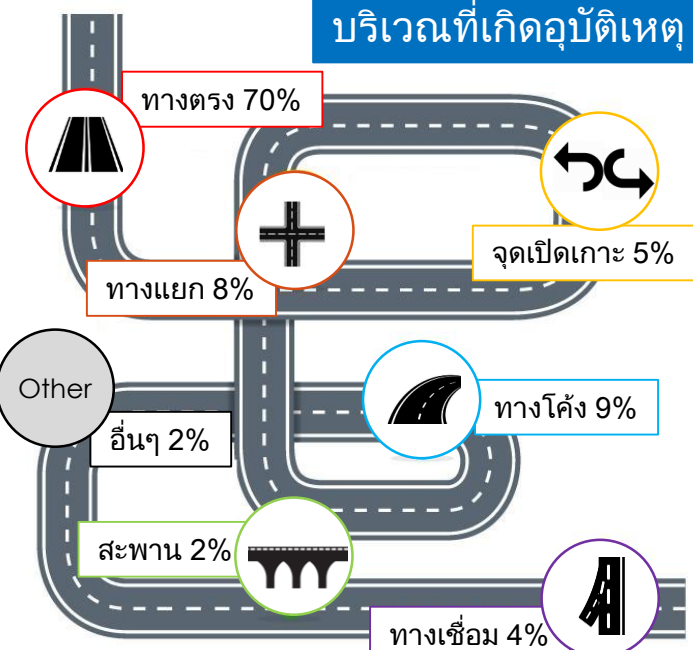 บริเวณที่เกิดอุบัติเหตุ
ทางตรง 70%
จุดเปิดเกาะ 5%
ทางแยก 8%
Other
อื่นๆ 2%
ทางโค้ง 9%
สะพาน 2%
ทางเชื่อม 4%